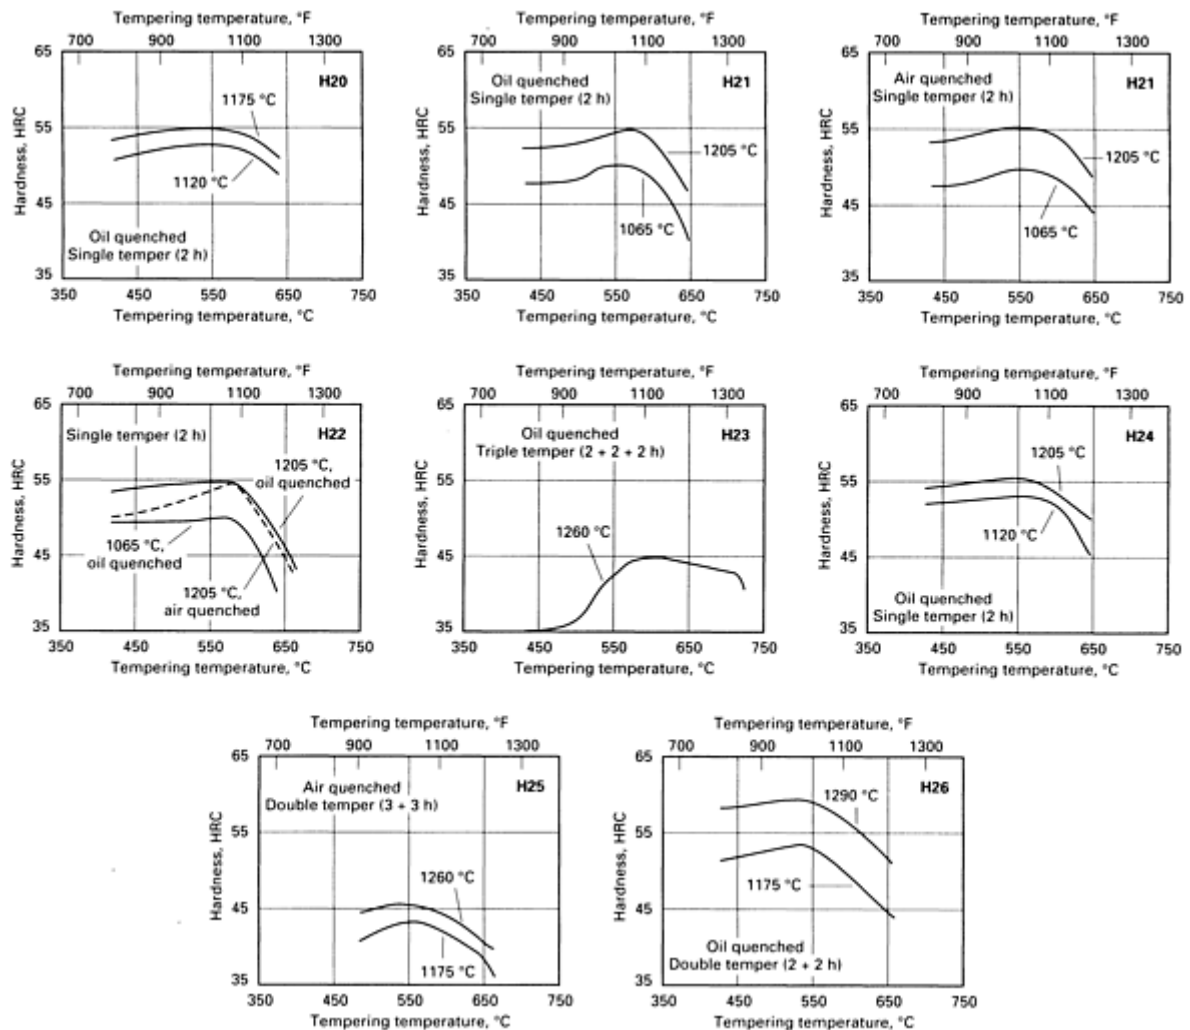 Tempering temperature, °F
700 900 1100 1300
65
H20
1175 °C
55
1120 °C
45
Oil quenched
Single temper (2 h)
35
350 450 550 650 750
Tempering temperature, °C
Hardness, HRC
Tempering temperature, °F
700 900 1100 1300
65
Oil quenched
Single temper (2 h)
H21
55
1205 °C
45
1065 °C
35
350 450 550 650 750
Tempering temperature, °C
Hardness, HRC
Tempering temperature, °F
700 900 1100 1300
65
Air quenched
Single temper (2 h)
H21
55
1205 °C
45
1065 °C
35
350 450 550 650 750
Tempering temperature, °C
Hardness, HRC
Tempering temperature, °F
700 900 1100 1300
65
Single temper (2 h)
H22
55
1205 °C,
oil quenched
1065 °C,
oil quenched
45
1205 °C,
air quenched
35
350 450 550 650 750
Tempering temperature, °C
Hardness, HRC
Tempering temperature, °F
700 900 1100 1300
65
Oil quenched
Triple temper (2 + 2 + 2 h)
H23
55
1260 °C
45
35
350 450 550 650 750
Tempering temperature, °C
Hardness, HRC
Tempering temperature, °F
700 900 1100 1300
65
H24
1205 °C
55
1120 °C
45
Oil quenched
Single temper (2 h)
35
350 450 550 650 750
Tempering temperature, °C
Hardness, HRC
Tempering temperature, °F
700 900 1100 1300
65
Air quenched
Double temper (3 + 3 h)
H25
55
1260 °C
45
1175 °C
35
350 450 550 650 750
Tempering temperature, °C
Hardness, HRC
Tempering temperature, °F
700 900 1100 1300
65
1290 °C
H26
55
1175 °C
45
Oil quenched
Double temper (2 + 2 h)
35
350 450 550 650 750
Tempering temperature, °C
Hardness, HRC